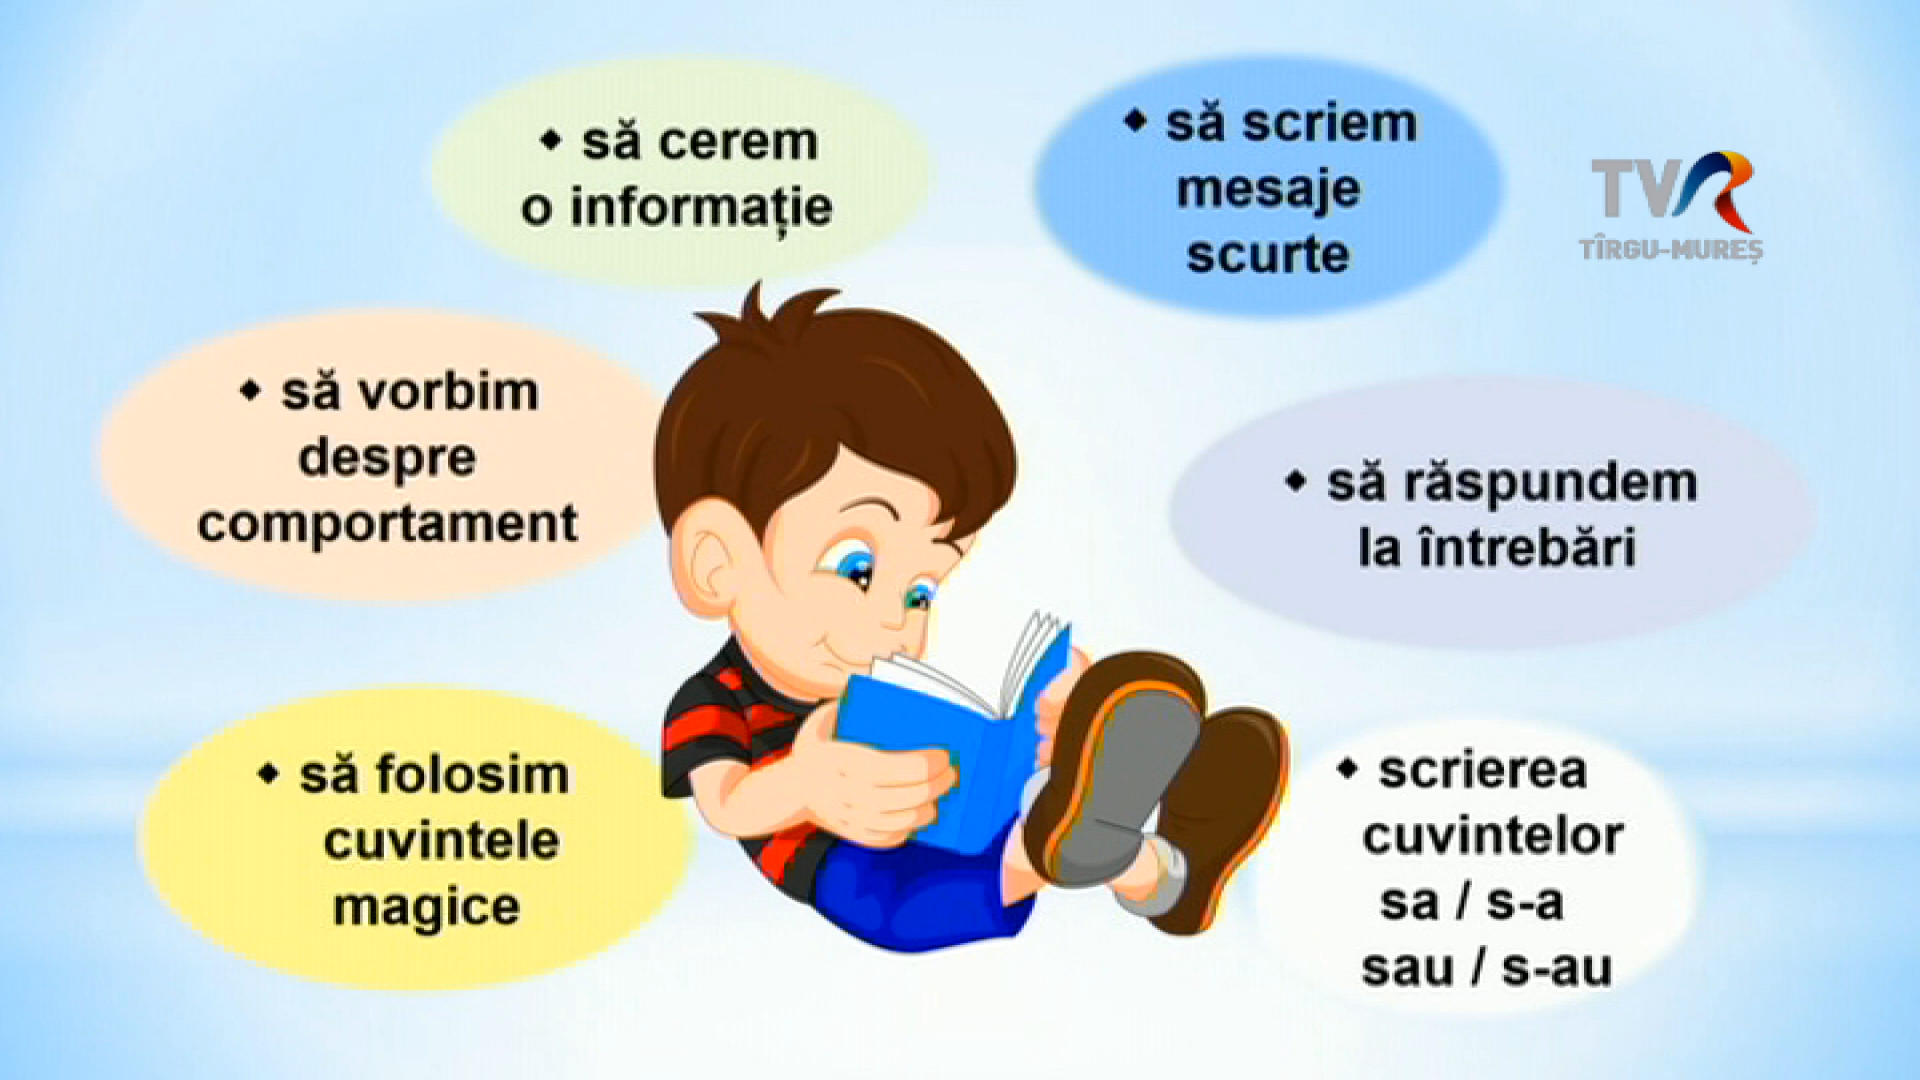 ◆ să cerem
o informație
◆ să scriem
mesaje
scurte
TVR
TÎRGU-MUREȘ
◆ să vorbim
despre
comportament
◆ să răspundem
la întrebări
◆ să folosim
cuvintele
magice
◆ scrierea
cuvintelor
sa / s-a
sau / s-au